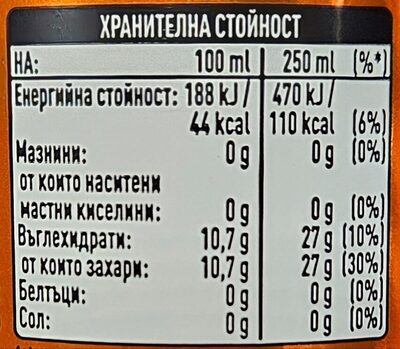 ХРАНИТЕЛНА СТОЙНОСТ
НА: 100 ml 250 ml (%*)
Енергийна стойност: 188 kJ / 470 kJ /
44 kcal 110 kcal (6%)
Мазнини: 0 g 0 g (0%)
от които наситени
мастни киселини: 0 g 0 g (0%)
Въглехидрати: 10,7 g 27 g (10%)
от които захари: 10,7 g 27 g (30%)
Белтъци: 0 g 0 g (0%)
Сол: 0 g 0 g (0%)